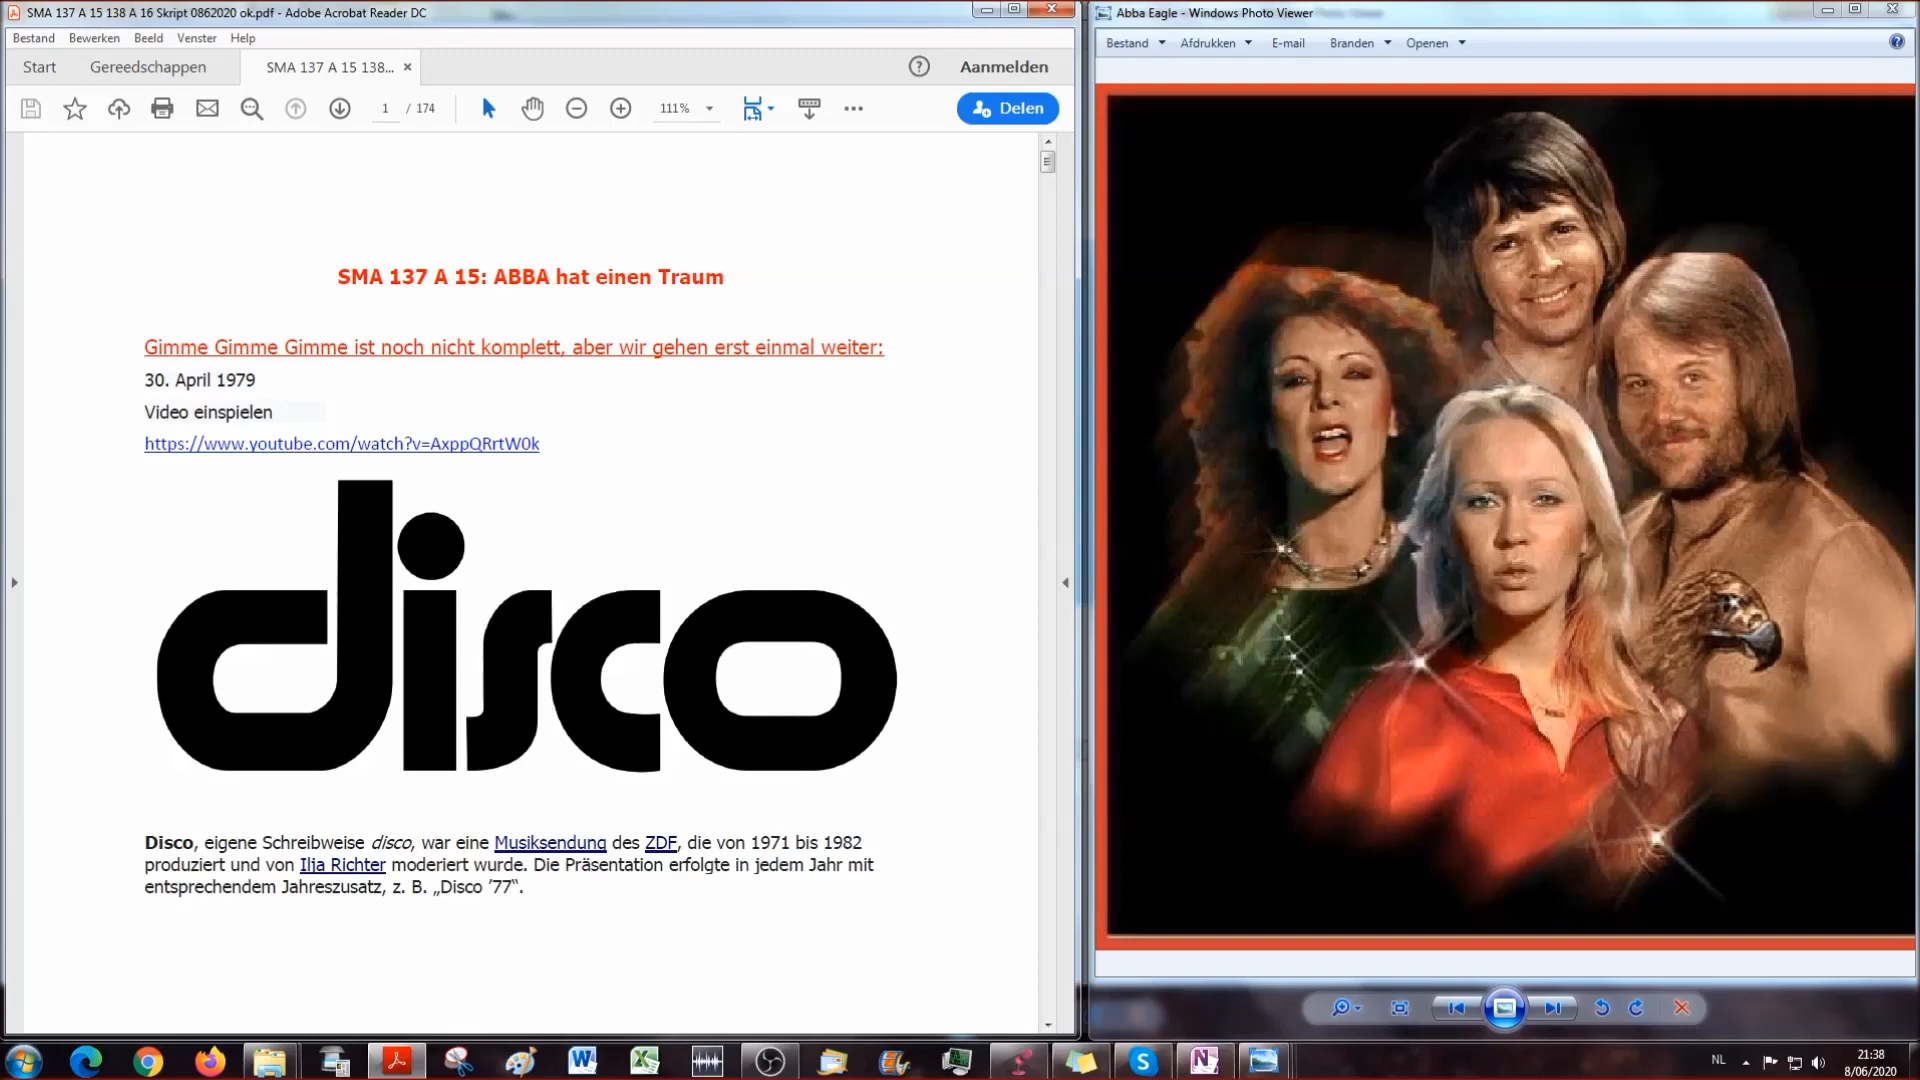 SMA 137 A 15 138 A 16 Skript 0862020 ok.pdf - Adobe Acrobat Reader DC
Bestand Bewerken Beeld Venster Help
Start Gereedschappen SMA 137 A 15 138... × Aanmelden
1 / 174 111% Delen
SMA 137 A 15: ABBA hat einen Traum
Gimme Gimme Gimme ist noch nicht komplett, aber wir gehen erst einmal weiter:
30. April 1979
Video einspielen
https://www.youtube.com/watch?v=AxppQRrtW0k
disco
Disco, eigene Schreibweise disco, war eine Musiksendung des ZDF, die von 1971 bis 1982
produziert und von Ilja Richter moderiert wurde. Die Präsentation erfolgte in jedem Jahr mit
entsprechendem Jahreszusatz, z. B. „Disco ’77“.
Abba Eagle - Windows Photo Viewer
Bestand Afdrukken E-mail Branden Openen
NL 21:38
8/06/2020